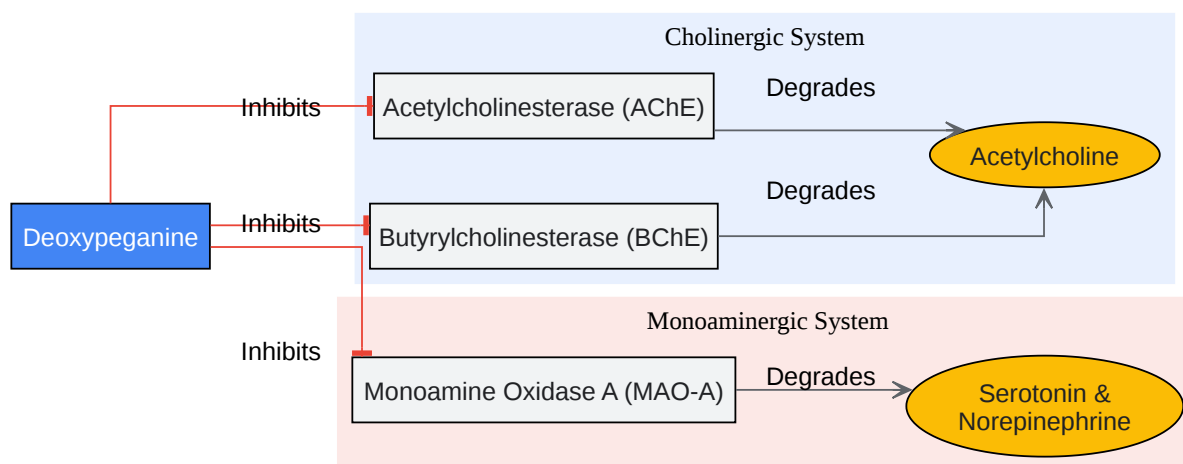 Cholinergic System
Degrades
Inhibits
Acetylcholinesterase (AChE)
Acetylcholine
Degrades
Deoxypeganine
Inhibits
Butyrylcholinesterase (BChE)
Monoaminergic System
Inhibits
Monoamine Oxidase A (MAO-A)
Degrades
Serotonin &
Norepinephrine